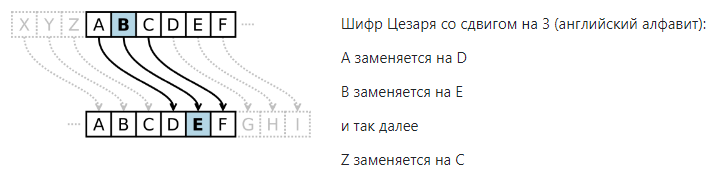 X Y Z A B C D E F ...
... A B C D E F G H I
Шифр Цезаря со сдвигом на 3 (английский алфавит):
A заменяется на D
B заменяется на E
и так далее
Z заменяется на C